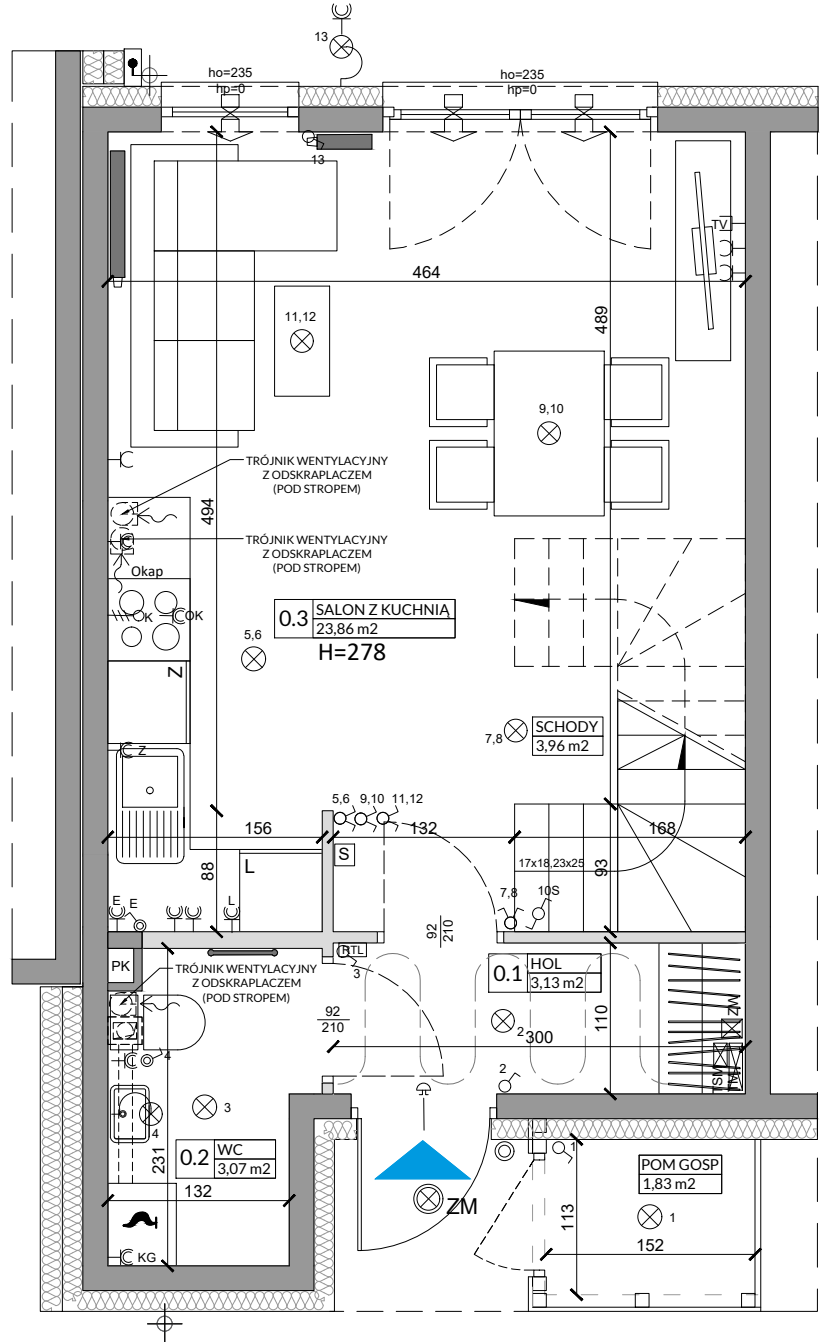 13
ho=235
hp=0
ho=235
hp=0
13
TV
464
489
11,12
9,10
TRÓJNIK WENTYLACYJNY
Z ODSKRAPLACZEM
(POD STROPEM)
494
TRÓJNIK WENTYLACYJNY
Z ODSKRAPLACZEM
(POD STROPEM)
Okap
K
OK
0.3 SALON Z KUCHNIĄ
23,86 m2
H=278
5,6
Z
7,8
SCHODY
3,96 m2
Z
5,6 9,10 11,12
156
132
168
S
L
88
17x18,23x25
93
E E L
7,8
10S
92
210
RTL
3
PK
TRÓJNIK WENTYLACYJNY
Z ODSKRAPLACZEM
(POD STROPEM)
0.1 HOL
3,13 m2
92
210
2
110
300
ZW
TSM
TM
4
2
3
4
231
0.2 WC
3,07 m2
132
1
POM GOSP
1,83 m2
113
1
152
ZM
KG